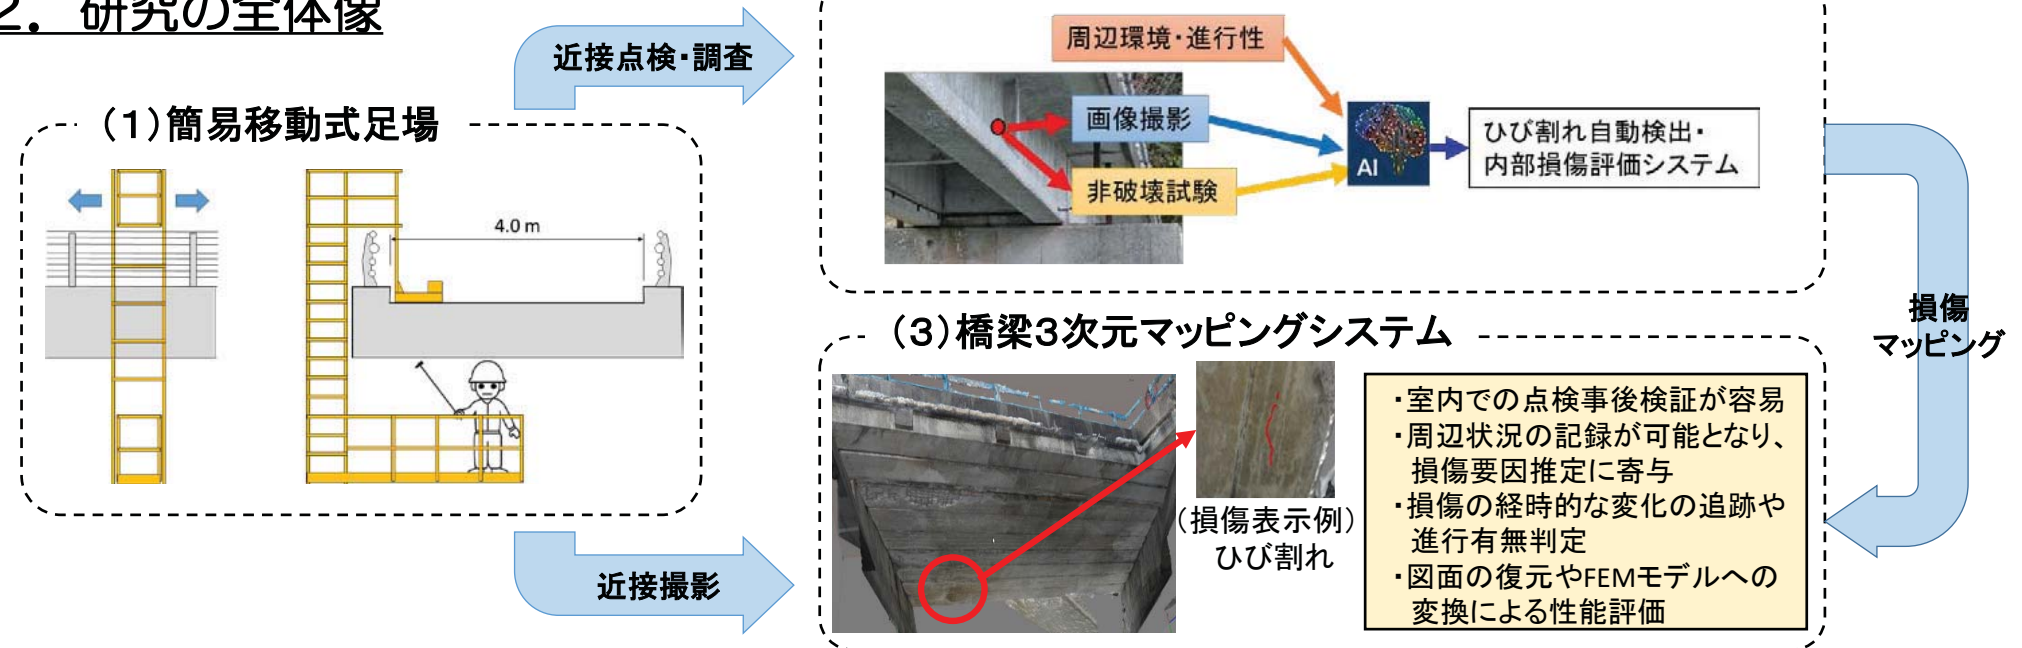 2．研究の全体像
近接点検・調査
（１）簡易移動式足場
4.0 m
周辺環境・進行性
画像撮影
非破壊試験
AI
ひび割れ自動検出・
内部損傷評価システム
損傷
マッピング
（３）橋梁３次元マッピングシステム
（損傷表示例）
ひび割れ
・室内での点検事後検証が容易
・周辺状況の記録が可能となり、
損傷要因推定に寄与
・損傷の経時的な変化の追跡や
進行有無判定
・図面の復元やFEMモデルへの
変換による性能評価
近接撮影